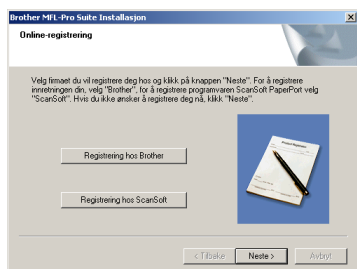 Brother MFL-Pro Suite Installasjon
Online-registrering
Velg firmaet du vil registrere deg hos og klikk på knappen "Neste". For å registrere
innretningen din, velg "Brother", for å registrere programvaren ScanSoft PaperPort velg
"ScanSoft". Hvis du ikke ønsker å registrere deg nå, klikk "Neste".
Registrering hos Brother
Product Registration
Registrering hos ScanSoft
< Tilbake Neste > Avbryt